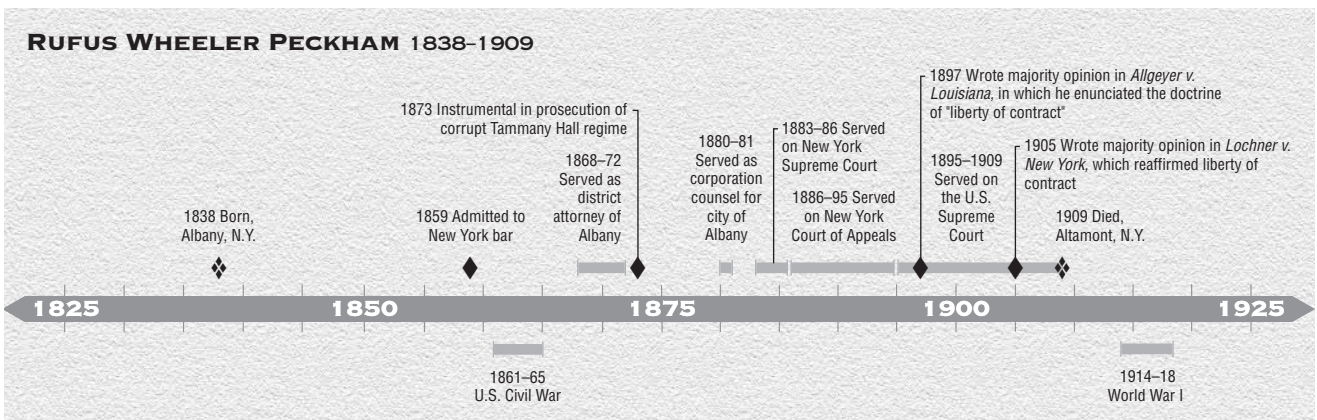 RUFUS WHEELER PECKHAM 1838–1909
1897 Wrote majority opinion in Allgeyer v.
Louisiana, in which he enunciated the doctrine
of "liberty of contract"
1873 Instrumental in prosecution of
corrupt Tammany Hall regime
1868–72
Served as
district
attorney of
Albany
1880–81
Served as
corporation
counsel for
city of
Albany
1883–86 Served
on New York
Supreme Court
1886–95 Served
on New York
Court of Appeals
1895–1909
Served on
the U.S.
Supreme
Court
1905 Wrote majority opinion in Lochner v.
New York, which reaffirmed liberty of
contract
1838 Born,
Albany, N.Y.
1859 Admitted to
New York bar
1909 Died,
Altamont, N.Y.
1825 1850 1875 1900 1925
1861–65
U.S. Civil War
1914–18
World War I